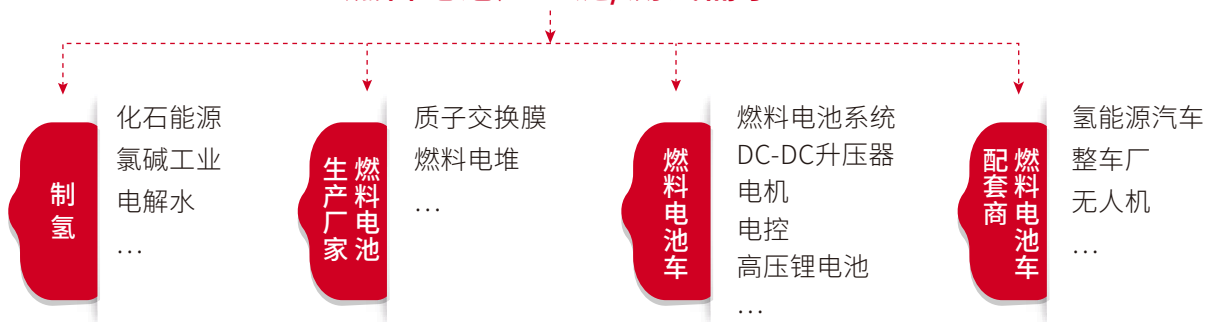 制氢
化石能源
氯碱工业
电解水
…
燃料电池
生产厂家
质子交换膜
燃料电堆
…
燃料电池车
燃料电池系统
DC-DC升压器
电机
电控
高压锂电池
…
燃料电池车
配套商
氢能源汽车
整车厂
无人机
…